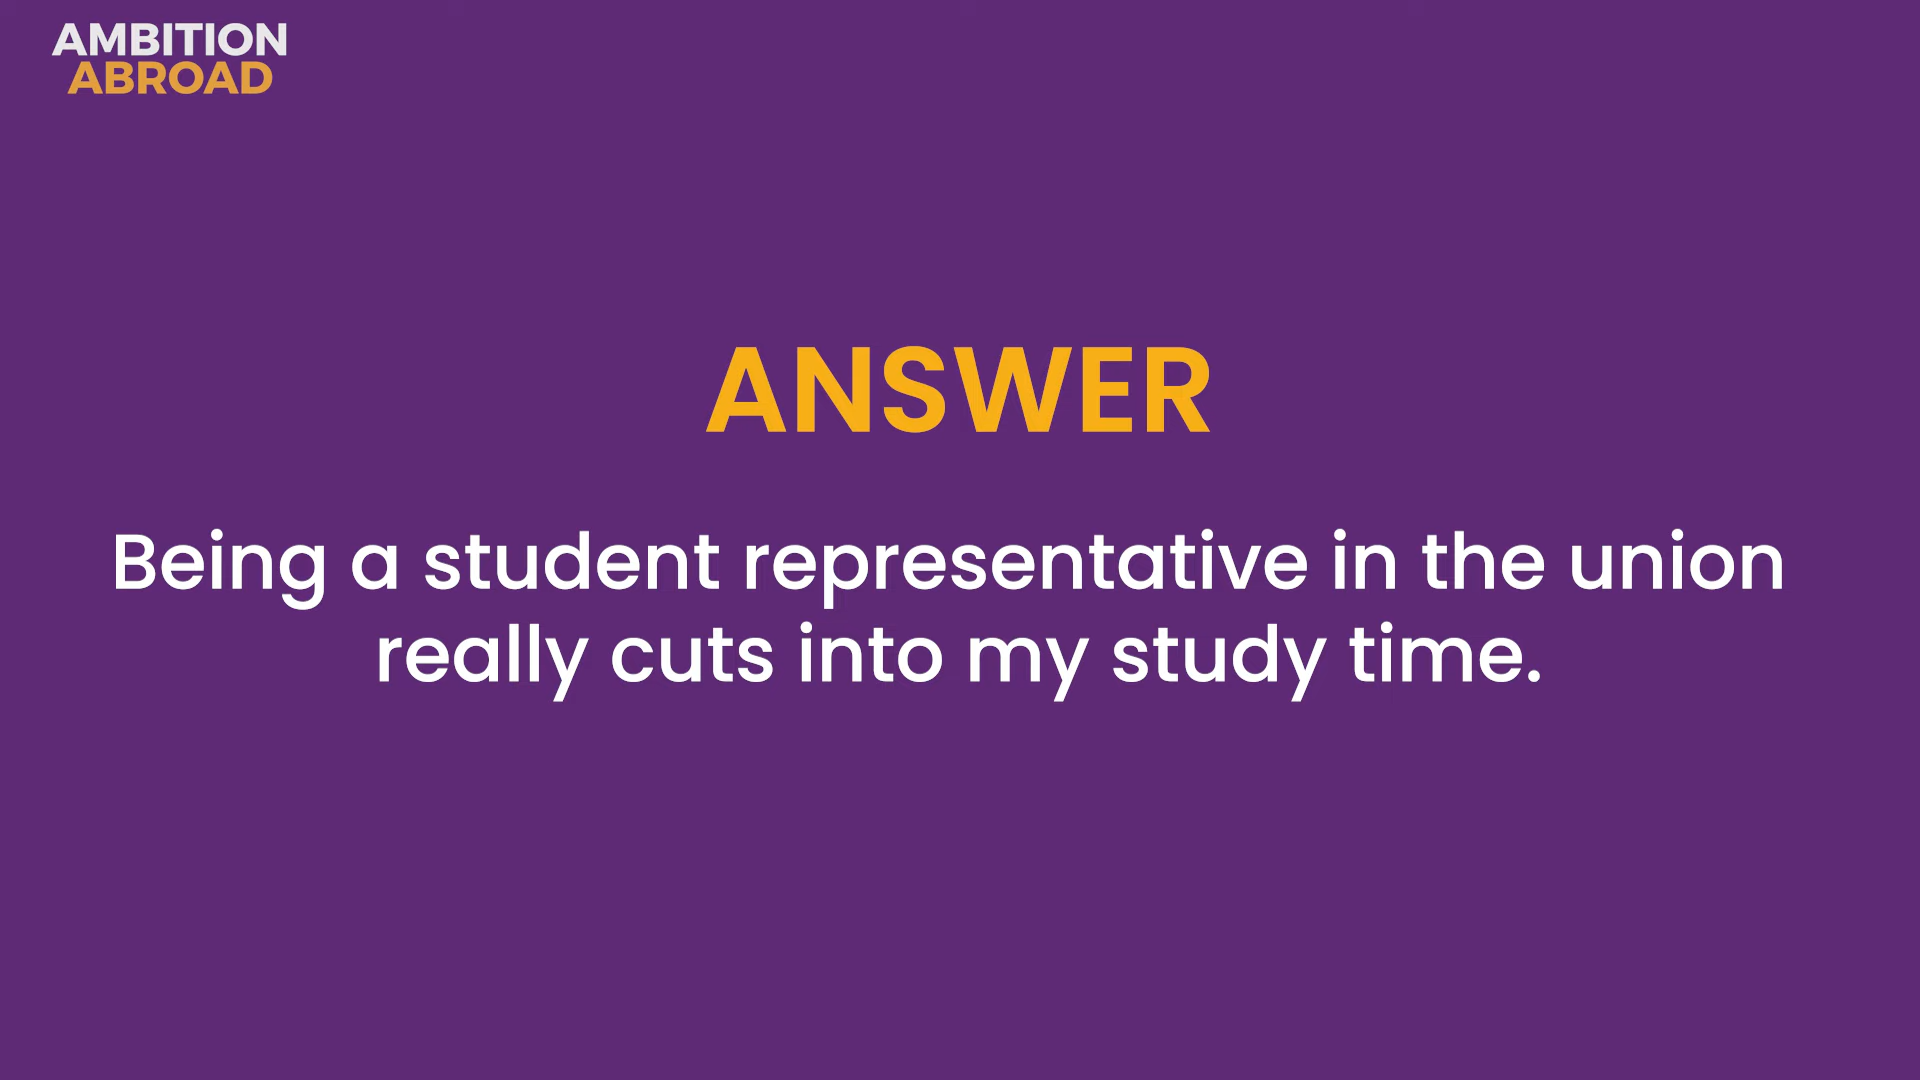 AMBITION
ABROAD
ANSWER
Being a student representative in the union
really cuts into my study time.